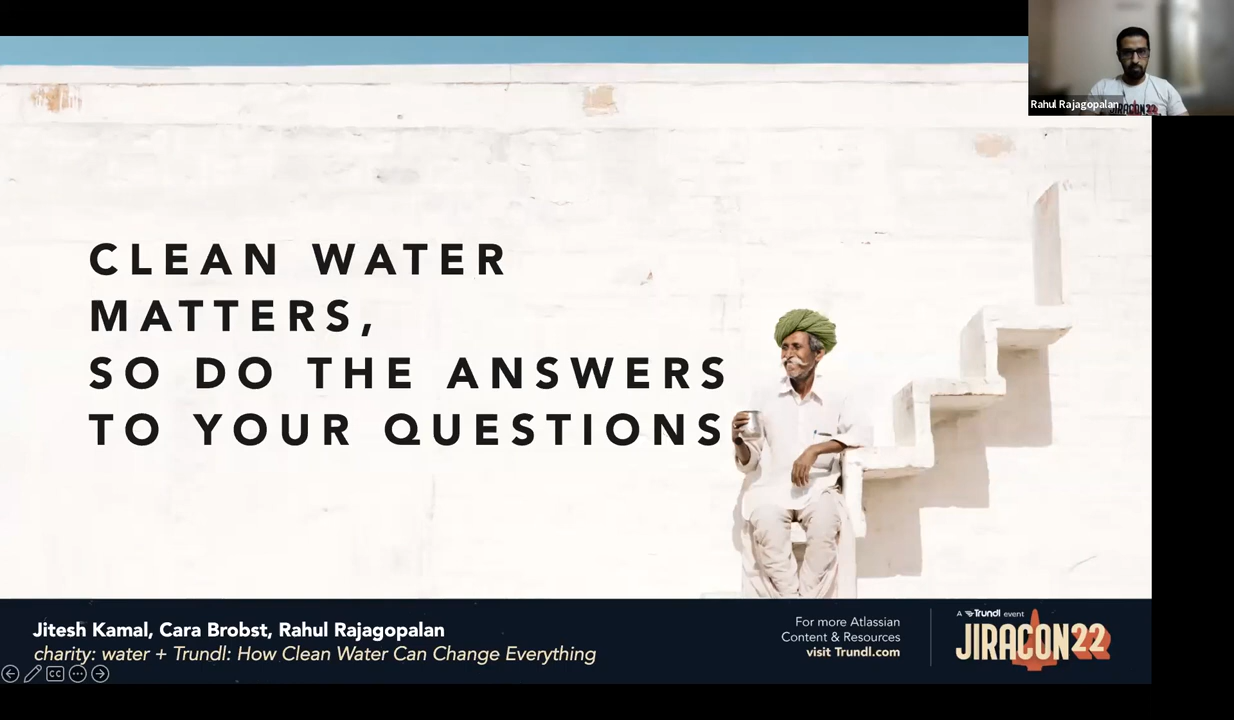 Rahul Rajagopalan
JIRACON22
CLEAN WATER
MATTERS,
SO DO THE ANSWERS
TO YOUR QUESTIONS
Jitesh Kamal, Cara Brobst, Rahul Rajagopalan
charity: water + Trundl: How Clean Water Can Change Everything
CC
For more Atlassian
Content & Resources
visit Trundl.com
A Trundl event
JIRACON22